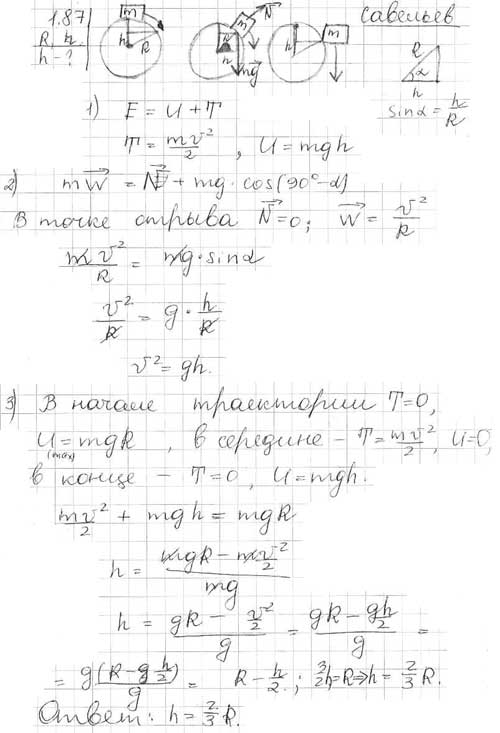 1.87
R, h
h-?
m
h
R
m
N
R
h
mg
h
m
Савельев
R
α
h
sinα = h/R
1) E = U + T
T = mv²/2 , U = mgh
2) mW = N + mg · cos(90°-α)
В точке отрыва N=0; W = v²/R
mv²/R = mg·sinα
v²/R = g · h/R
v² = gh.
3) В начале траектории T=0,
U(max) = mgR , в середине – T = mv²/2, U=0,
в конце – T=0, U=mgh.
mv²/2 + mgh = mgR
h = (mgR - mv²/2)/mg
h = (gR - v²/2)/g = (gR - gh/2)/g =
= g(R-g h/2)/g = R - h/2 ; 3/2h=R⇒h= 2/3 R.
Ответ: h = 2/3 R.